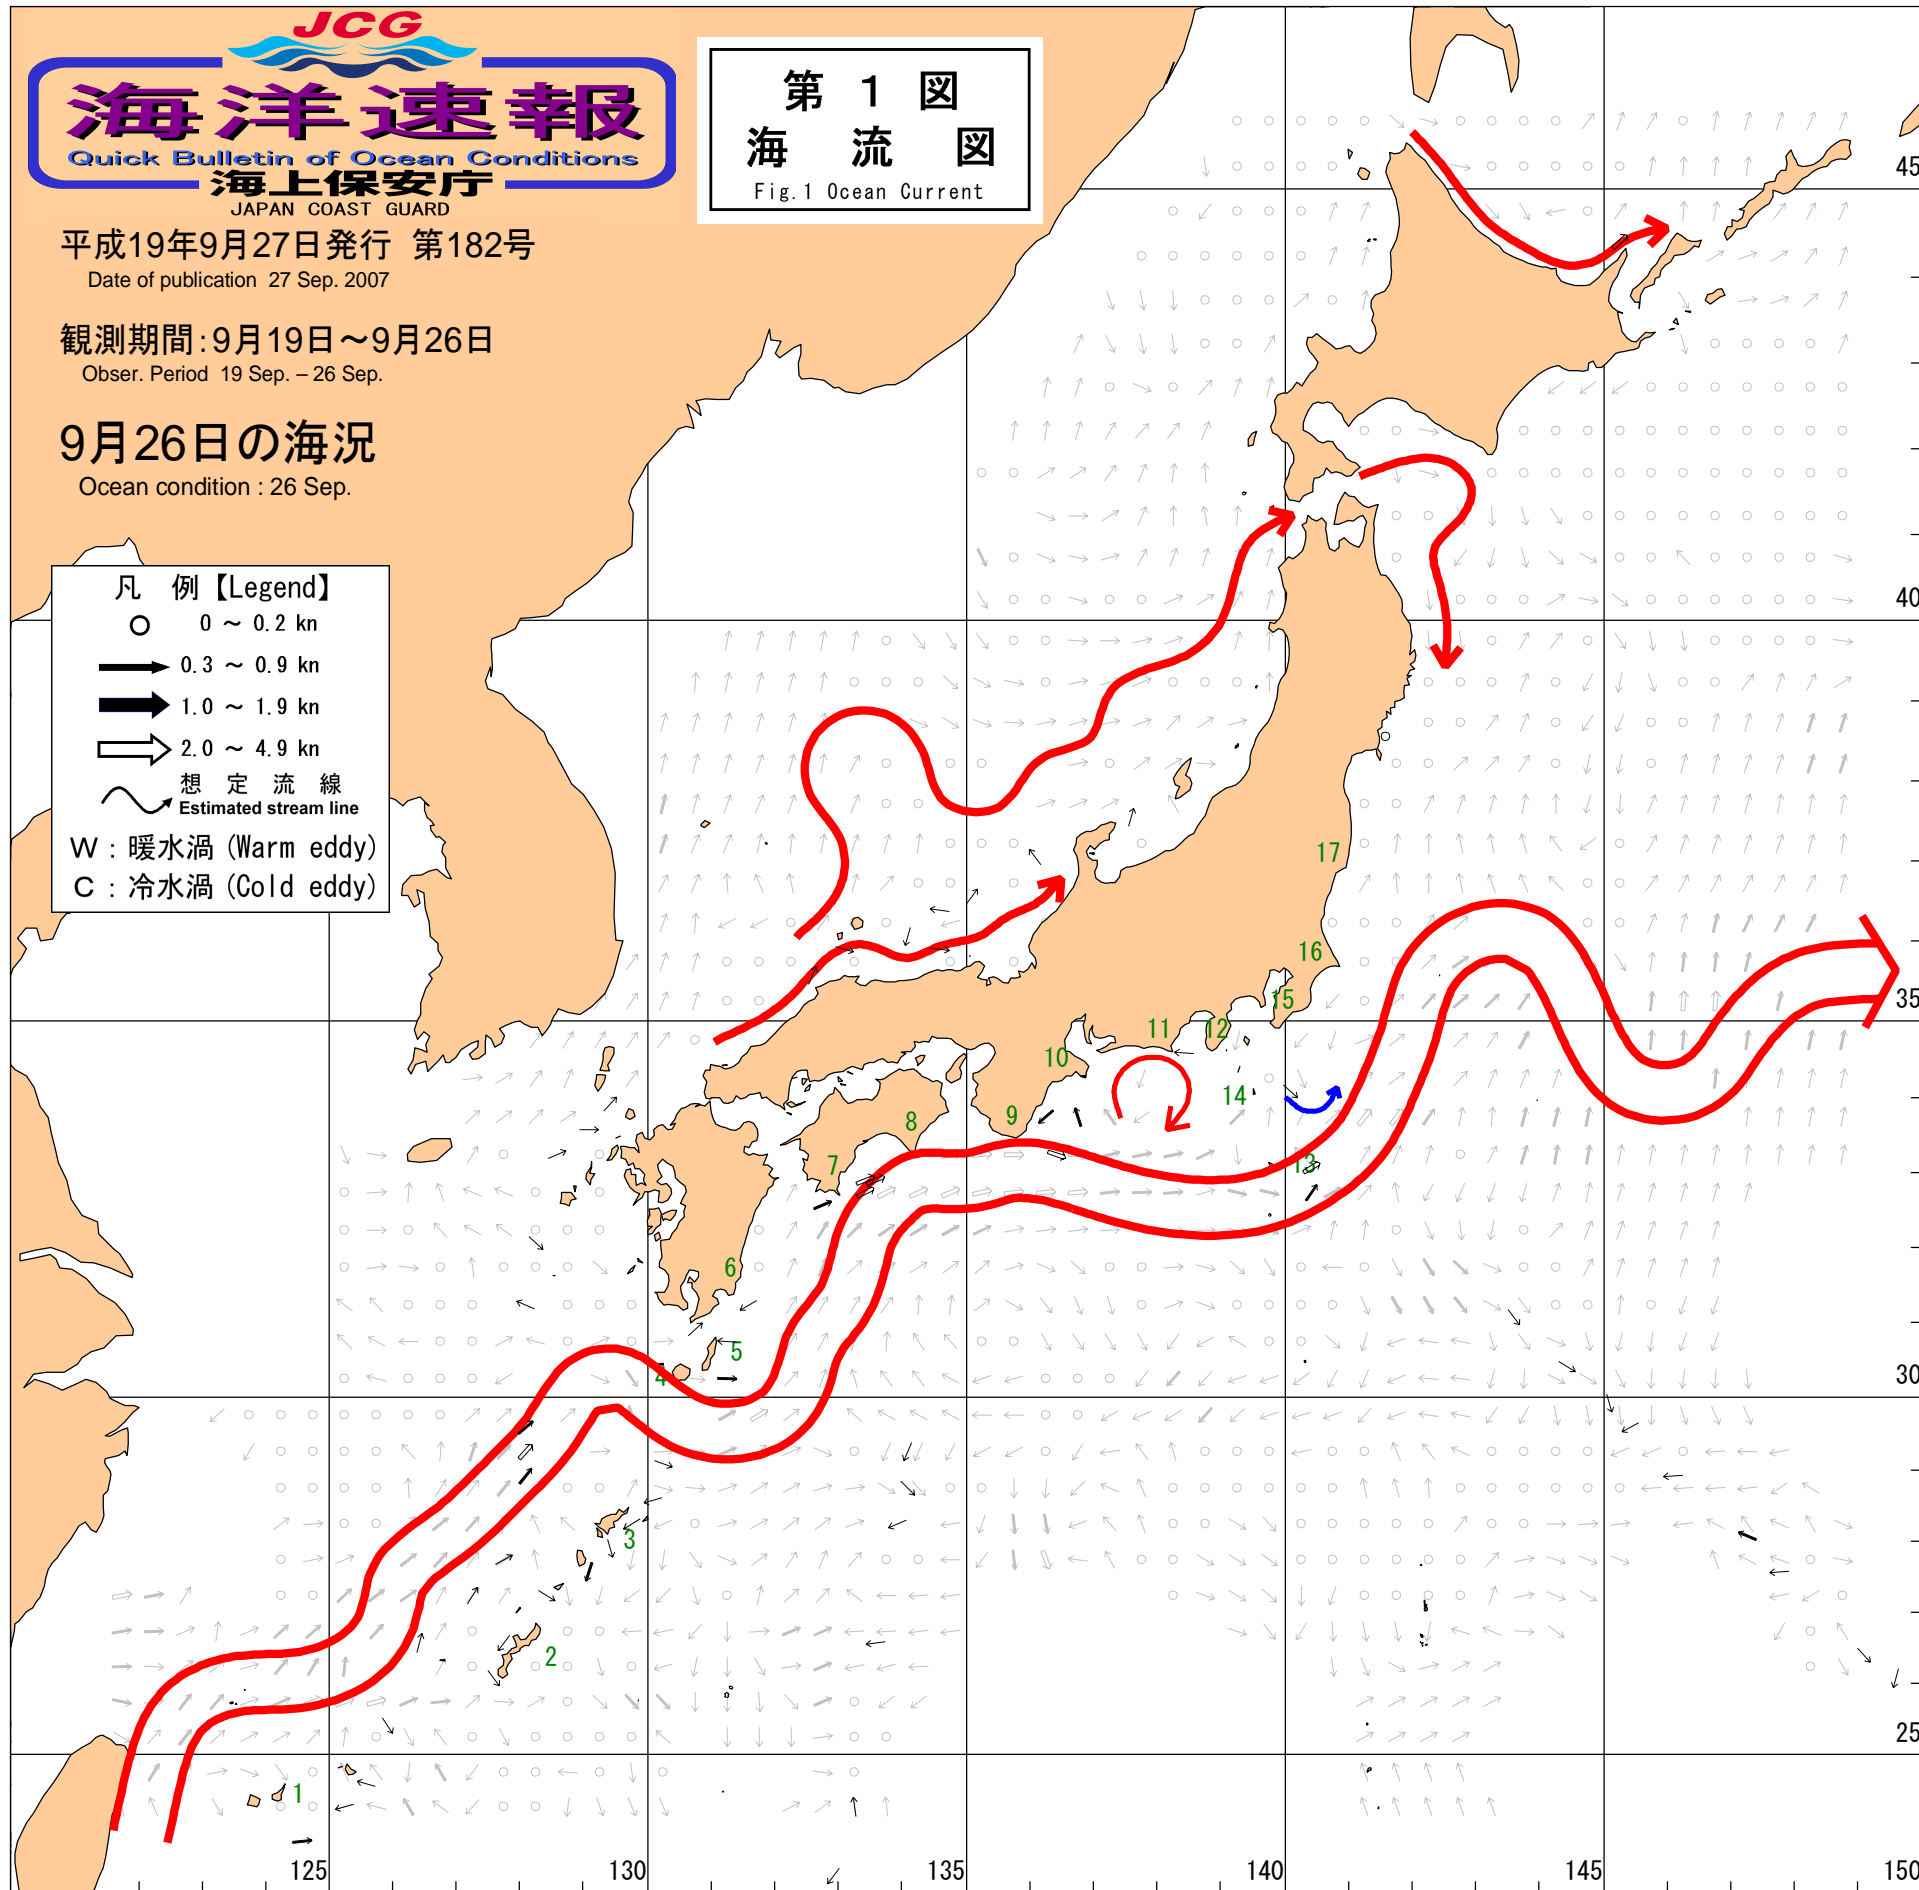 JCG
海洋速報
Quick Bulletin of Ocean Conditions
海上保安庁
JAPAN COAST GUARD
平成19年9月27日発行 第182号
Date of publication 27 Sep. 2007
観測期間:9月19日～9月26日
Obser. Period 19 Sep. – 26 Sep.
9月26日の海況
Ocean condition : 26 Sep.
第 1 図
海 流 図
Fig.1 Ocean Current
凡 例【Legend】
0 ～ 0.2 kn
0.3 ～ 0.9 kn
1.0 ～ 1.9 kn
2.0 ～ 4.9 kn
想 定 流 線
Estimated stream line
W : 暖水渦 (Warm eddy)
C : 冷水渦 (Cold eddy)
45
40
35
30
25
17
16
15
12
11
10
14
9
8
13
7
6
5
4
3
2
1
125
130
135
140
145
150